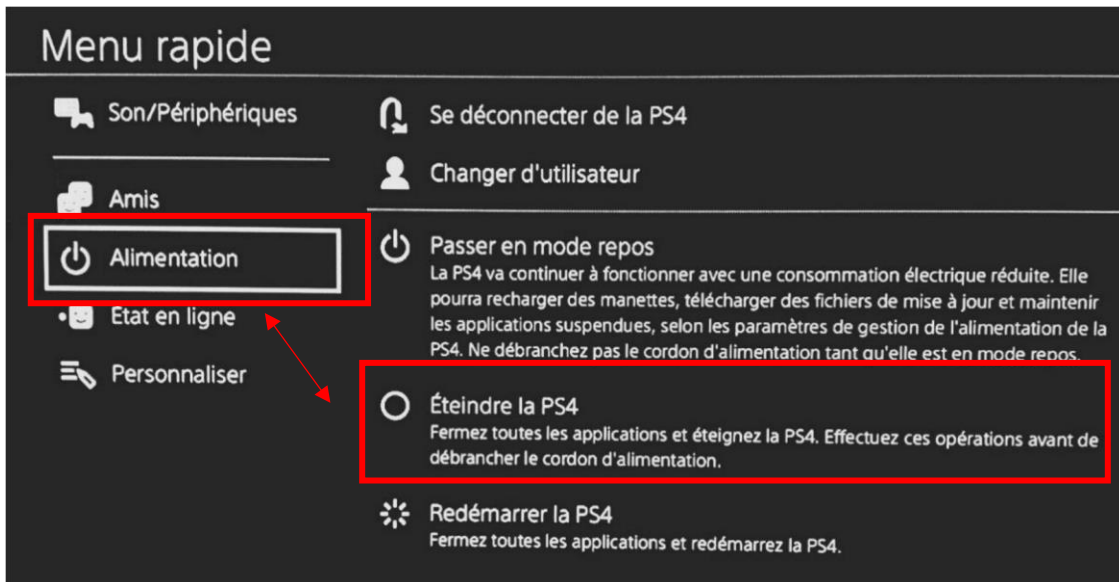 Menu rapide
Son/Périphériques
Amis
Alimentation
Etat en ligne
Personnaliser
Se déconnecter de la PS4
Changer d'utilisateur
Passer en mode repos
La PS4 va continuer à fonctionner avec une consommation électrique réduite. Elle
pourra recharger des manettes, télécharger des fichiers de mise à jour et maintenir
les applications suspendues, selon les paramètres de gestion de l'alimentation de la
PS4. Ne débranchez pas le cordon d'alimentation tant qu'elle est en mode repos.
Éteindre la PS4
Fermez toutes les applications et éteignez la PS4. Effectuez ces opérations avant de
débrancher le cordon d'alimentation.
Redémarrer la PS4
Fermez toutes les applications et redémarrez la PS4.